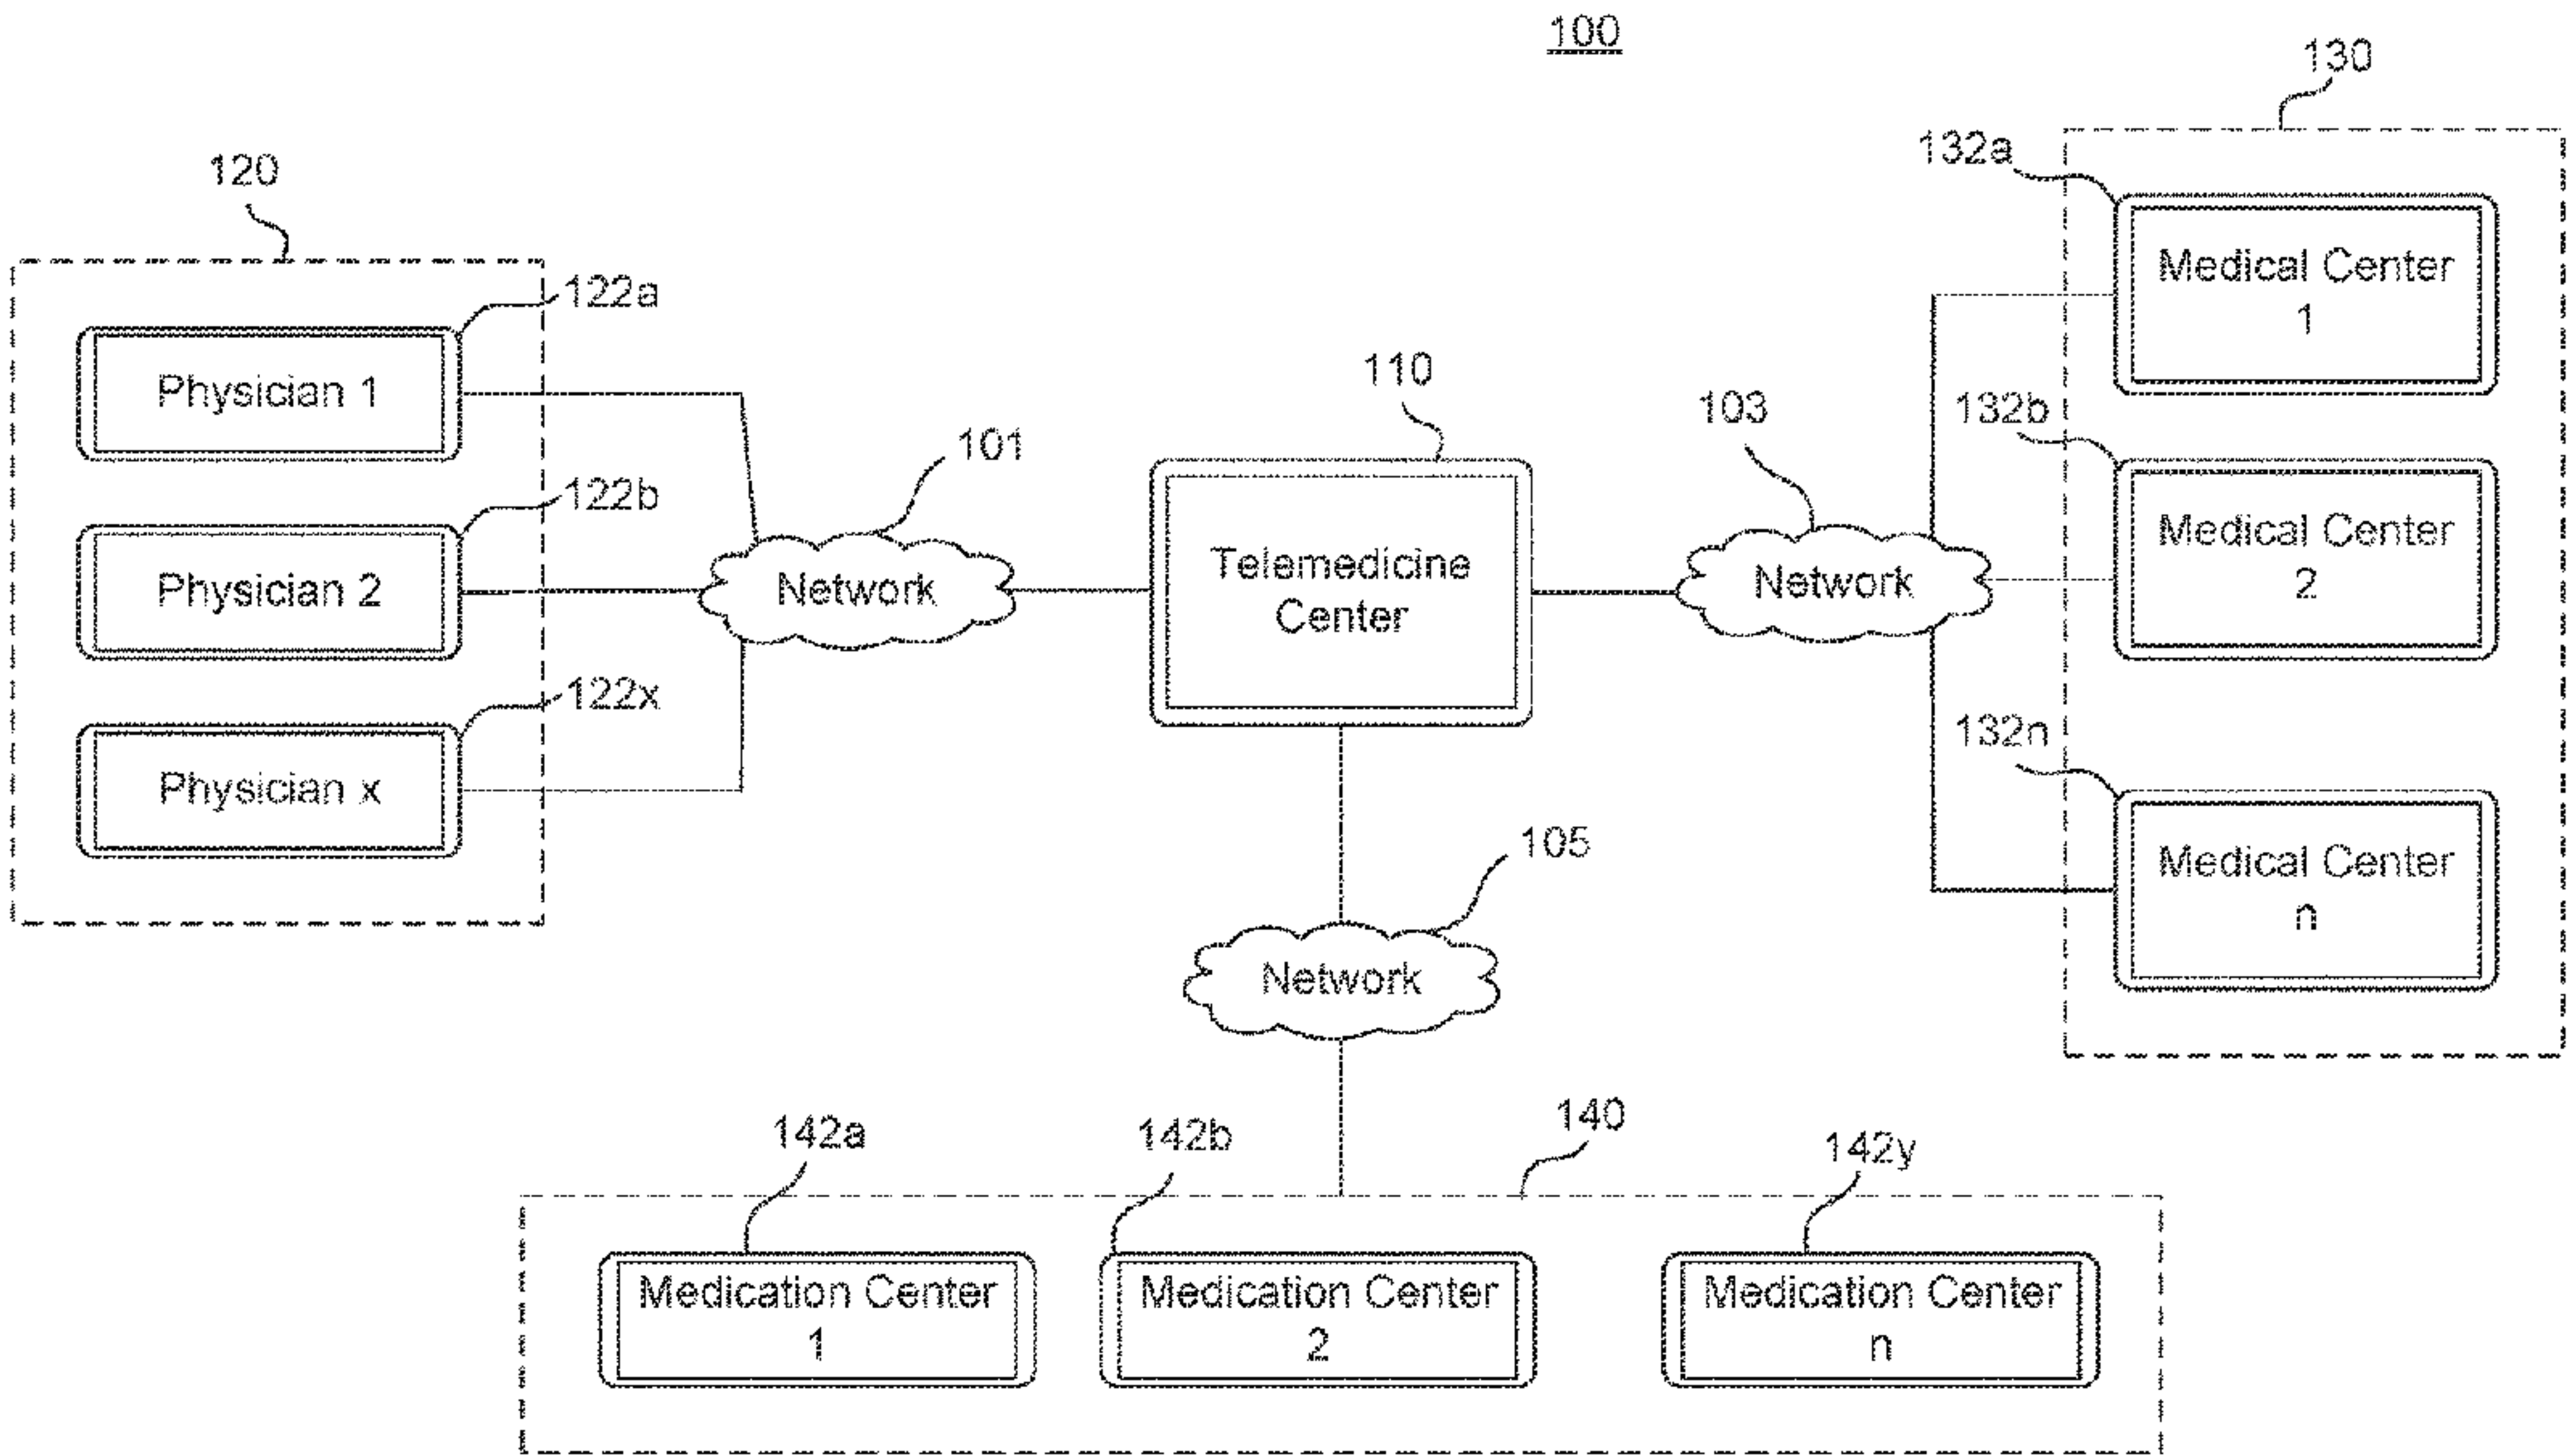 100
130
132a
120
Medical Center
1
122a
Physician 1
110
103
132b
101
122b
Telemedicine
Center
Medical Center
2
Network
Network
Physician 2
122x
132n
Physician x
105
Medical Center
n
Network
140
142a
142b
142y
Medication Center
1
Medication Center
2
Medication Center
n